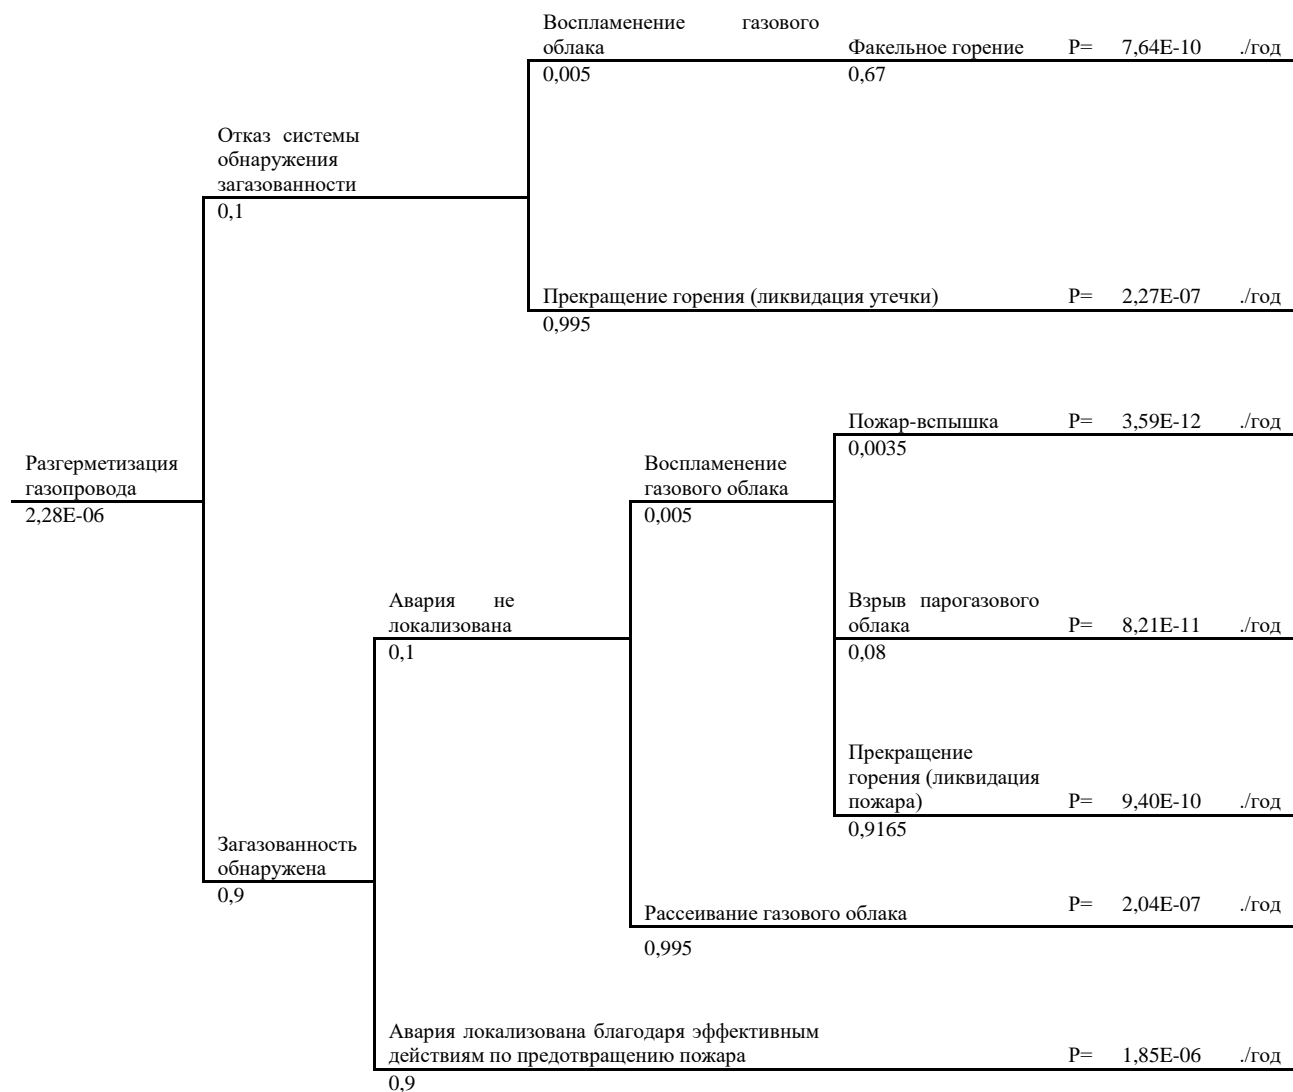 Воспламенение газового
облака
Факельное горение P= 7,64E-10 ./год
0,005
0,67
Отказ системы
обнаружения
загазованности
0,1
Прекращение горения (ликвидация утечки) P= 2,27E-07 ./год
0,995
Пожар-вспышка P= 3,59E-12 ./год
0,0035
Разгерметизация
газопровода
2,28E-06
Воспламенение
газового облака
0,005
Авария не
локализована
0,1
Взрыв парогазового
облака P= 8,21E-11 ./год
0,08
Прекращение
горения (ликвидация
пожара) P= 9,40E-10 ./год
0,9165
Загазованность
обнаружена
0,9
Рассеивание газового облака P= 2,04E-07 ./год
0,995
Авария локализована благодаря эффективным
действиям по предотвращению пожара P= 1,85E-06 ./год
0,9